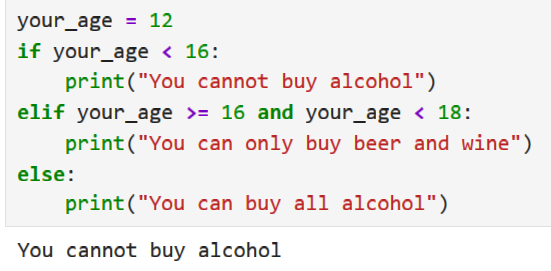 your_age = 12
if your_age < 16:
    print("You cannot buy alcohol")
elif your_age >= 16 and your_age < 18:
    print("You can only buy beer and wine")
else:
    print("You can buy all alcohol")
You cannot buy alcohol